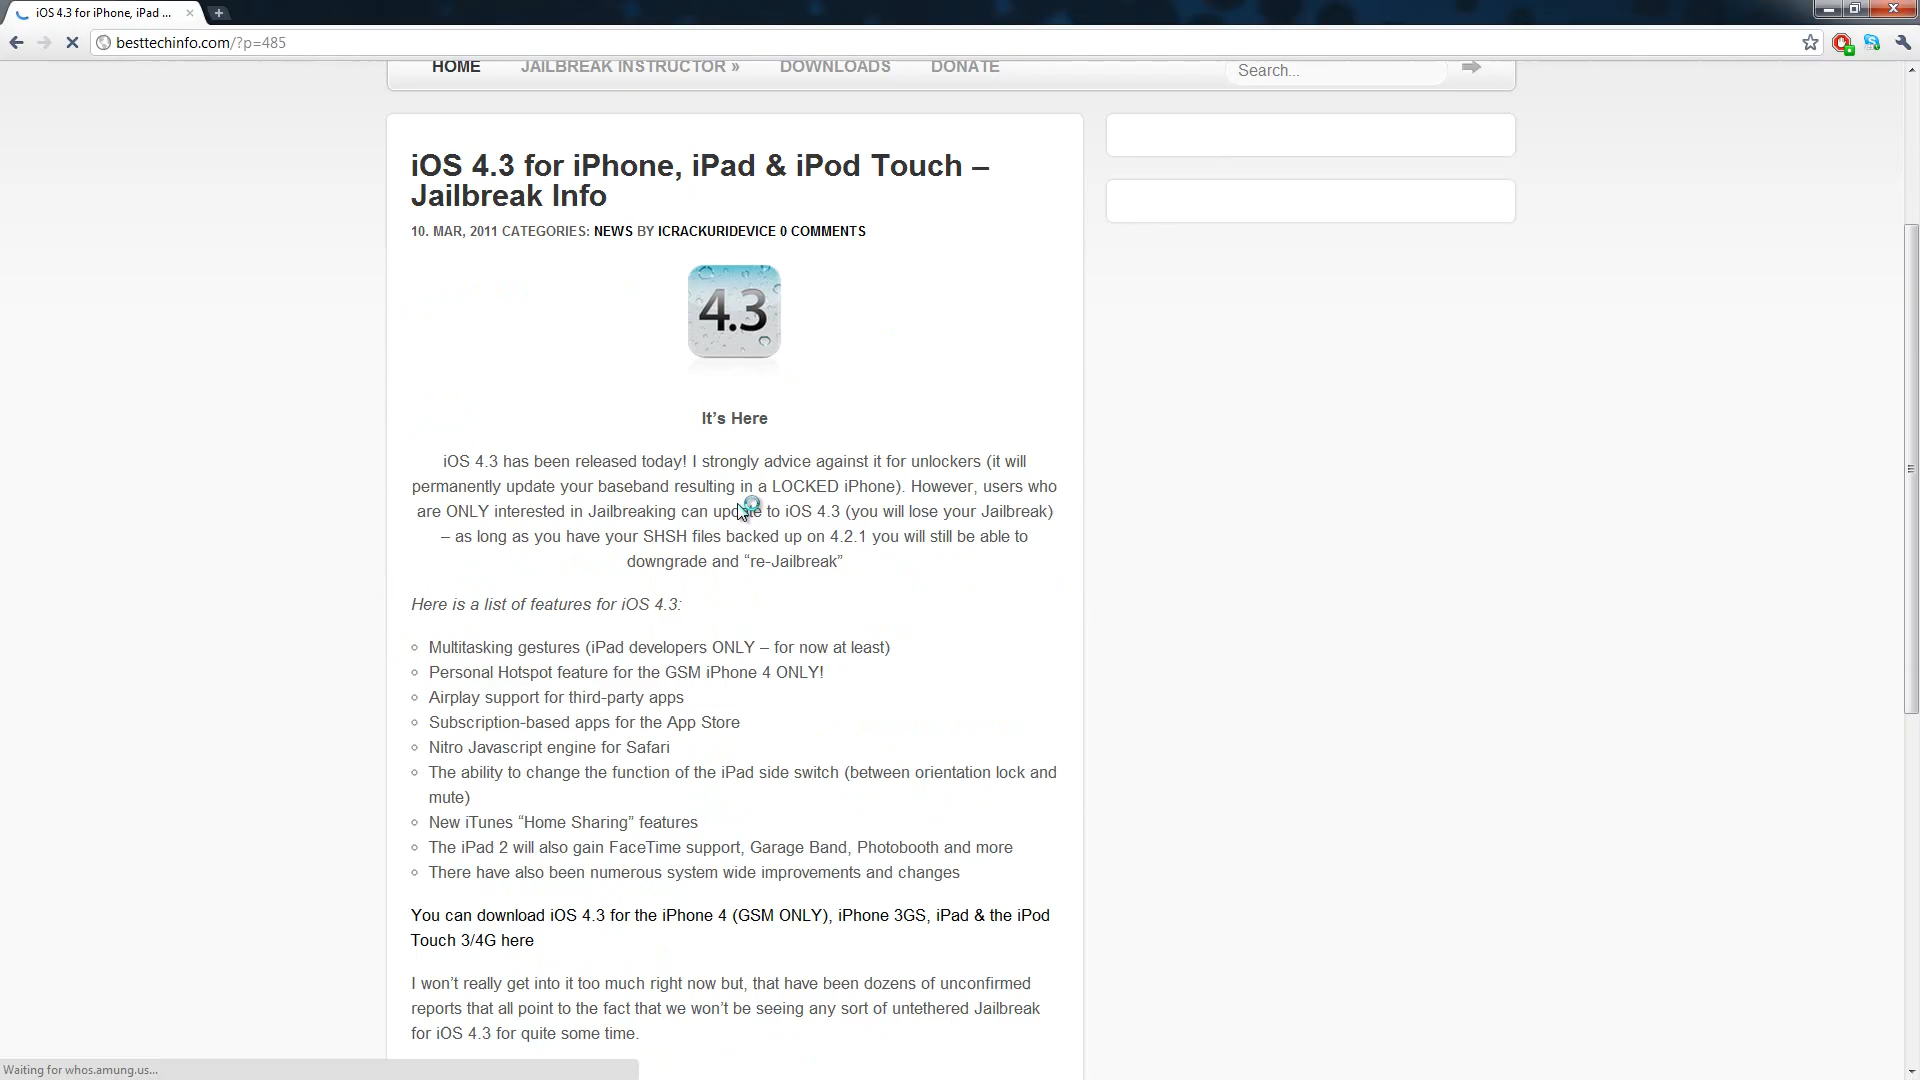 iOS 4.3 for iPhone, iPad ...
besttechinfo.com/?p=485
HOME JAILBREAK INSTRUCTOR » DOWNLOADS DONATE Search...
iOS 4.3 for iPhone, iPad & iPod Touch –
Jailbreak Info
10. MAR, 2011 CATEGORIES: NEWS BY ICRACKURIDEVICE 0 COMMENTS
4.3
It’s Here
iOS 4.3 has been released today! I strongly advice against it for unlockers (it will
permanently update your baseband resulting in a LOCKED iPhone). However, users who
are ONLY interested in Jailbreaking can update to iOS 4.3 (you will lose your Jailbreak)
– as long as you have your SHSH files backed up on 4.2.1 you will still be able to
downgrade and “re-Jailbreak”
Here is a list of features for iOS 4.3:
Multitasking gestures (iPad developers ONLY – for now at least)
Personal Hotspot feature for the GSM iPhone 4 ONLY!
Airplay support for third-party apps
Subscription-based apps for the App Store
Nitro Javascript engine for Safari
The ability to change the function of the iPad side switch (between orientation lock and
mute)
New iTunes “Home Sharing” features
The iPad 2 will also gain FaceTime support, Garage Band, Photobooth and more
There have also been numerous system wide improvements and changes
You can download iOS 4.3 for the iPhone 4 (GSM ONLY), iPhone 3GS, iPad & the iPod
Touch 3/4G here
I won’t really get into it too much right now but, that have been dozens of unconfirmed
reports that all point to the fact that we won’t be seeing any sort of untethered Jailbreak
for iOS 4.3 for quite some time.
Waiting for whos.amung.us...